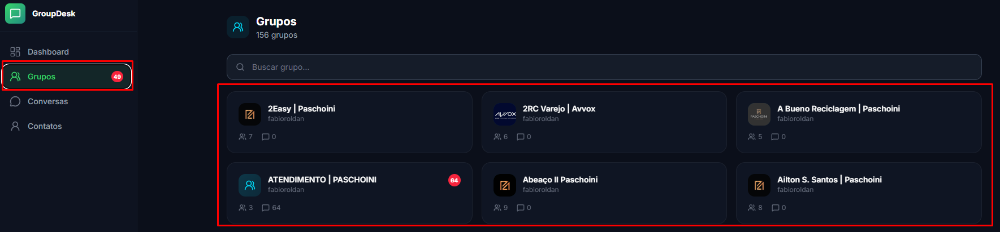 GroupDesk
Dashboard
Grupos 49
Conversas
Contatos
Grupos
156 grupos
Buscar grupo...
2Easy | Paschoini
fabioroldan
7 0
AVVOX
2RC Varejo | Avvox
fabioroldan
6 0
PASCHOINI
A Bueno Reciclagem | Paschoini
fabioroldan
5 0
ATENDIMENTO | PASCHOINI 64
fabioroldan
3 64
Abeaço II Paschoini
fabioroldan
9 0
Ailton S. Santos | Paschoini
fabioroldan
8 0